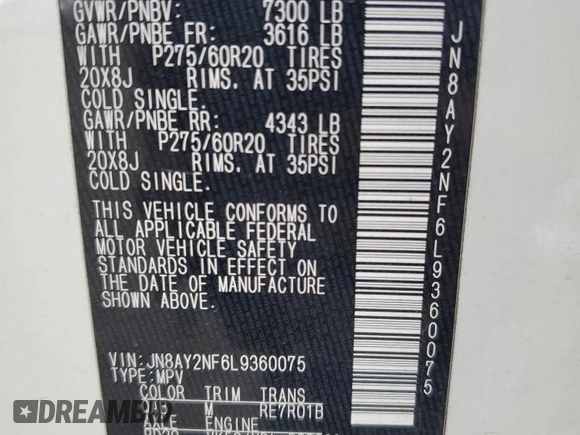 GVWR/PNBV: 7300 LB
GAWR/PNBE FR: 3616 LB
WITH P275/60R20 TIRES
20X8J RIMS. AT 35PSI
COLD SINGLE.
GAWR/PNBE RR: 4343 LB
WITH P275/60R20 TIRES
20X8J RIMS. AT 35PSI
COLD SINGLE.
THIS VEHICLE CONFORMS TO
ALL APPLICABLE FEDERAL
MOTOR VEHICLE SAFETY
STANDARDS IN EFFECT ON
THE DATE OF MANUFACTURE
SHOWN ABOVE.
VIN: JN8AY2NF6L9360075
TYPE: MPV
COLOR TRIM TRANS
M RE7R01B
AXLE ENGINE
JN8AY2NF6L9360075
CARFAST EXPRESS